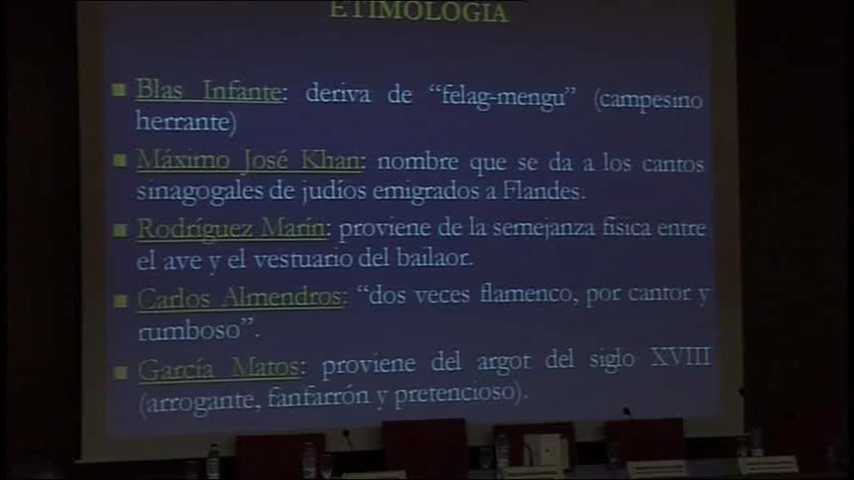 ETIMOLOGIA
Blas Infante: deriva de "felag-mengu" (campesino
herrante)
Máximo José Khan: nombre que se da a los cantos
sinagogales de judíos emigrados a Flandes.
Rodríguez Marín: proviene de la semejanza física entre
el ave y el vestuario del bailaor.
Carlos Almendros: "dos veces flamenco, por cantor y
rumboso".
García Matos: proviene del argot del siglo XVIII
(arrogante, fanfarrón y pretencioso).